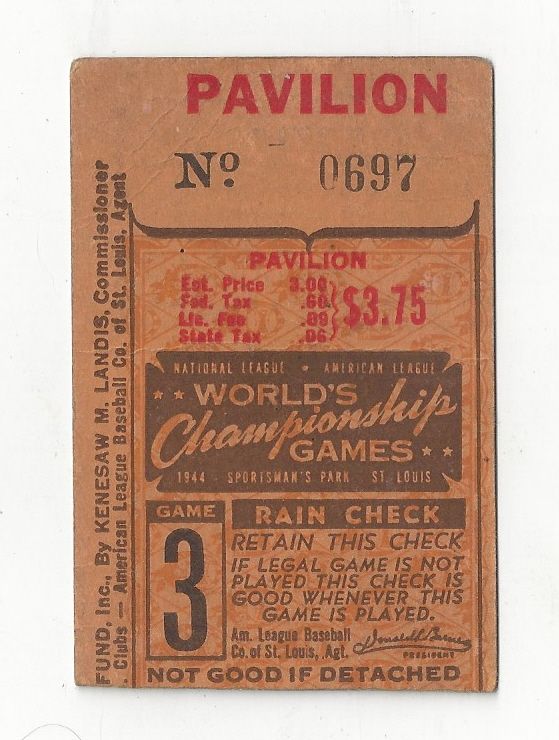 PAVILION
No. 0697
PAVILION
Est. Price 3.00
Fed. Tax .60
Lic. Fee .09
State Tax .06
$3.75
NATIONAL LEAGUE • AMERICAN LEAGUE
WORLD'S
Championship
GAMES
1944 - SPORTSMAN'S PARK - ST. LOUIS
GAME
3
RAIN CHECK
RETAIN THIS CHECK
IF LEGAL GAME IS NOT
PLAYED THIS CHECK IS
GOOD WHENEVER THIS
GAME IS PLAYED.
Am. League Baseball
Co. of St. Louis, Agt.
Donald Barnes
PRESIDENT
NOT GOOD IF DETACHED
FUND, Inc., By KENESAW M. LANDIS, Commissioner
Clubs — American League Baseball Co. of St. Louis, Agent